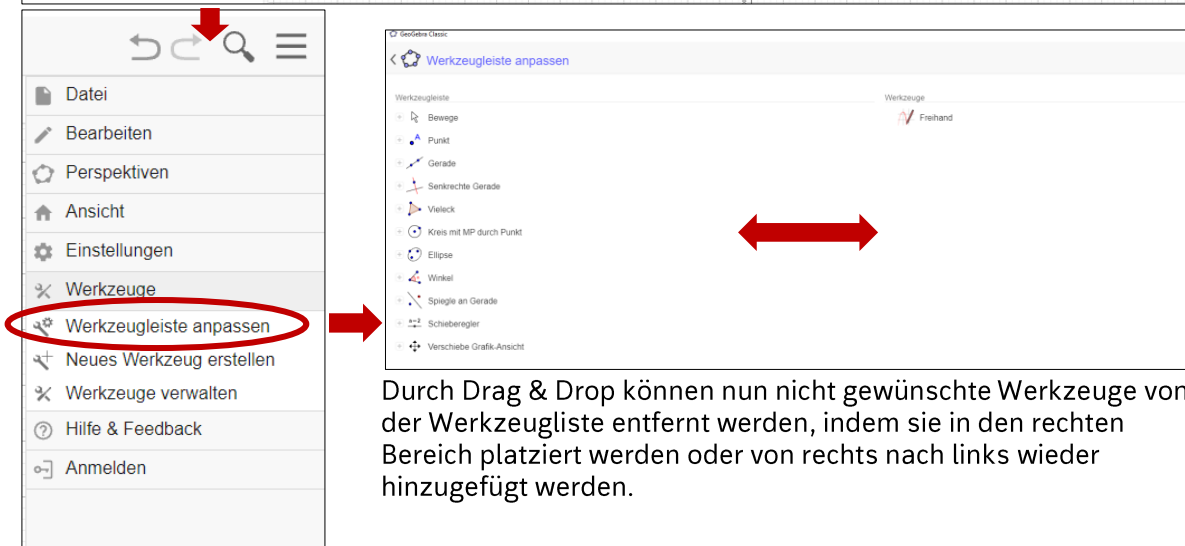 Datei
Bearbeiten
Perspektiven
Ansicht
Einstellungen
Werkzeuge
Werkzeugleiste anpassen
Neues Werkzeug erstellen
Werkzeuge verwalten
Hilfe & Feedback
Anmelden
GeoGebra Classic
Werkzeugleiste anpassen
Werkzeugleiste
Bewege
Punkt
Gerade
Senkrechte Gerade
Vieleck
Kreis mit MP durch Punkt
Ellipse
Winkel
Spiegle an Gerade
a=2
Schieberegler
Verschiebe Grafik-Ansicht
Werkzeuge
Freihand
Durch Drag & Drop können nun nicht gewünschte Werkzeuge von
der Werkzeugliste entfernt werden, indem sie in den rechten
Bereich platziert werden oder von rechts nach links wieder
hinzugefügt werden.